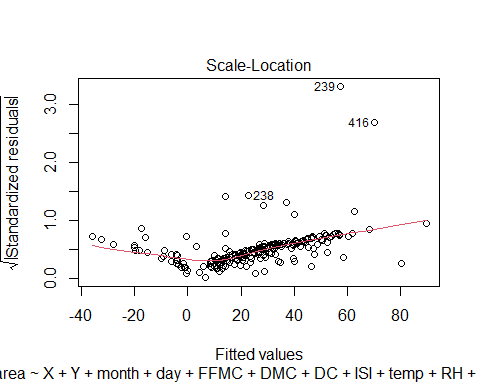 Scale-Location
√|Standardized residuals|
0.0 1.0 2.0 3.0
239
416
238
-40 -20 0 20 40 60 80
Fitted values
area ~ X + Y + month + day + FFMC + DMC + DC + ISI + temp + RH +